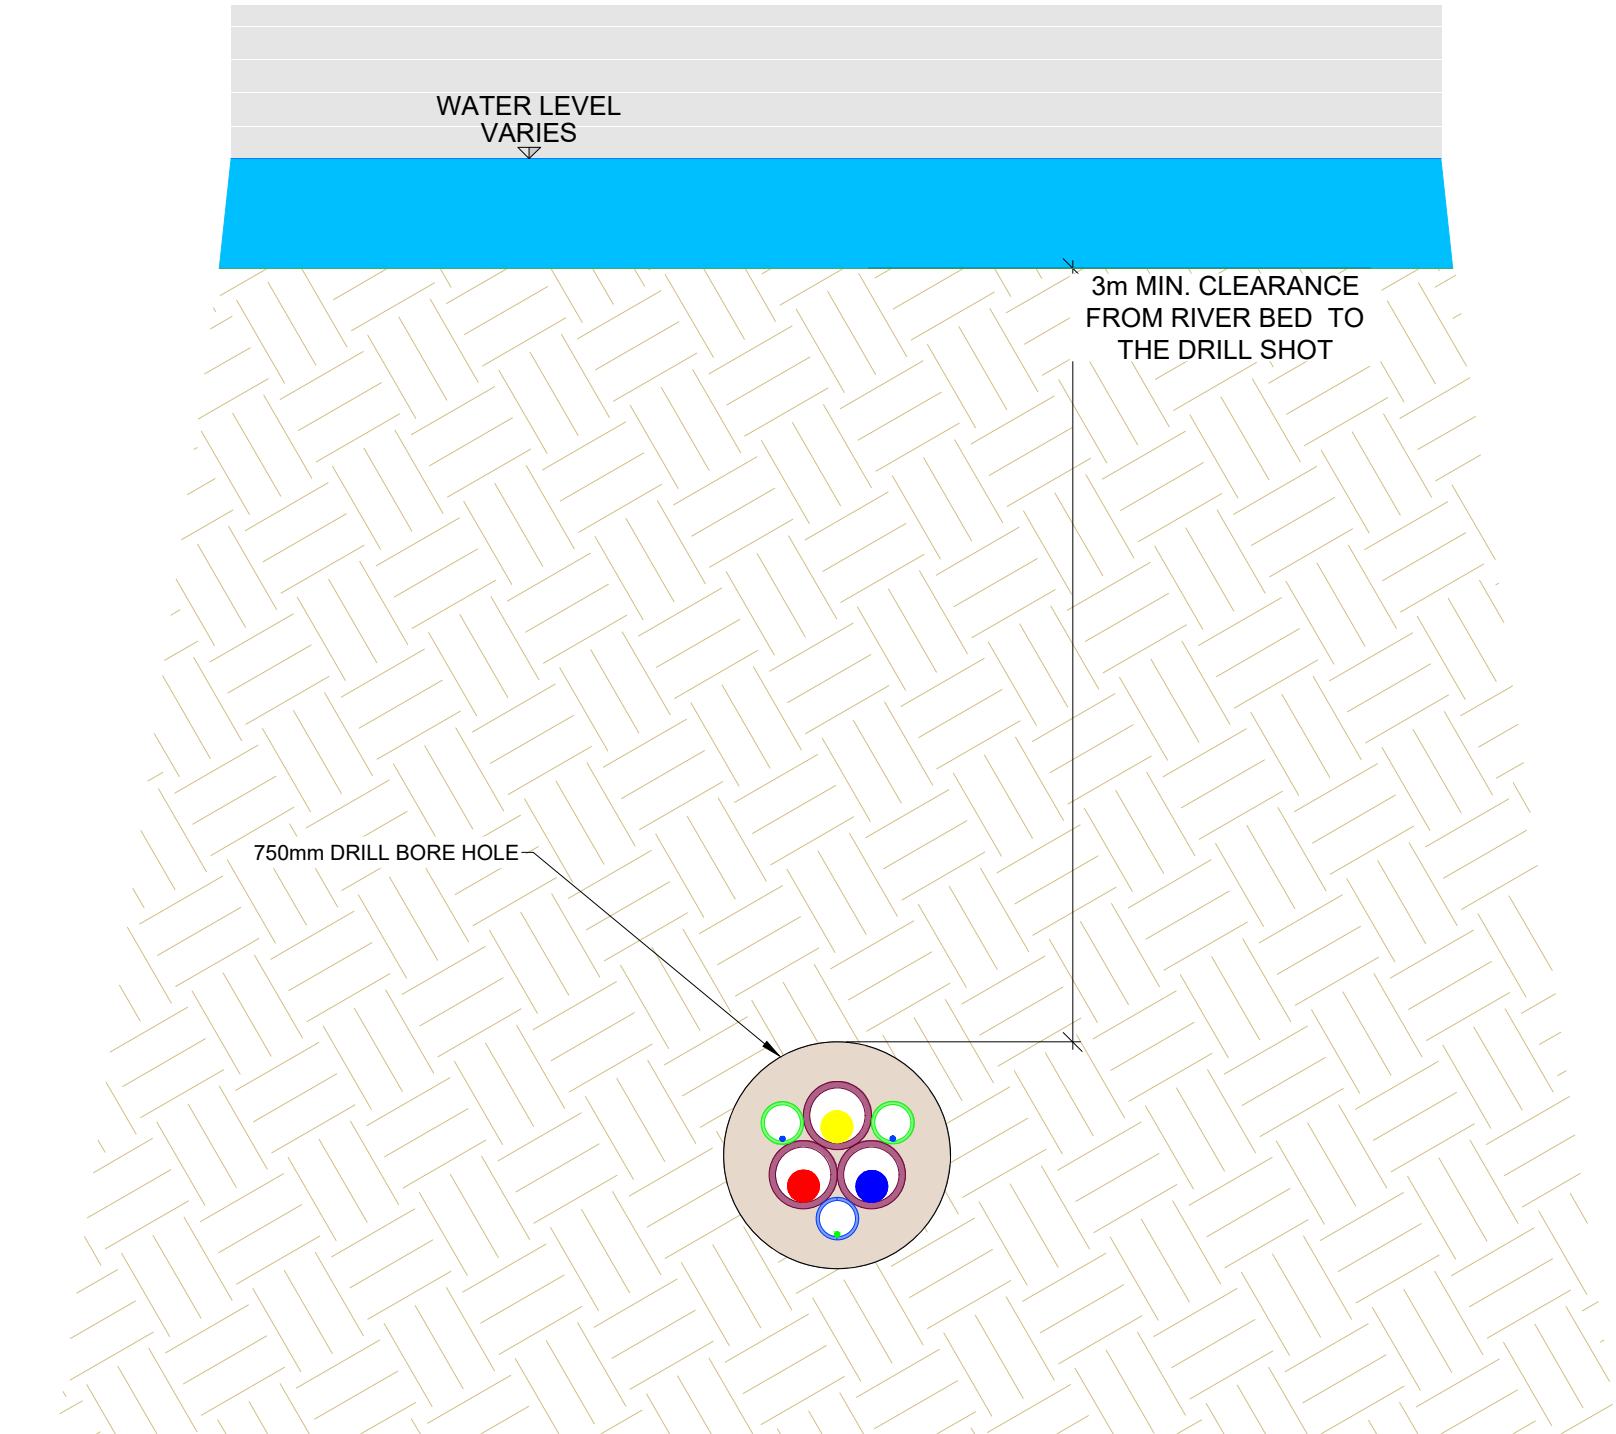 WATER LEVEL
VARIES
3m MIN. CLEARANCE
FROM RIVER BED TO
THE DRILL SHOT
750mm DRILL BORE HOLE